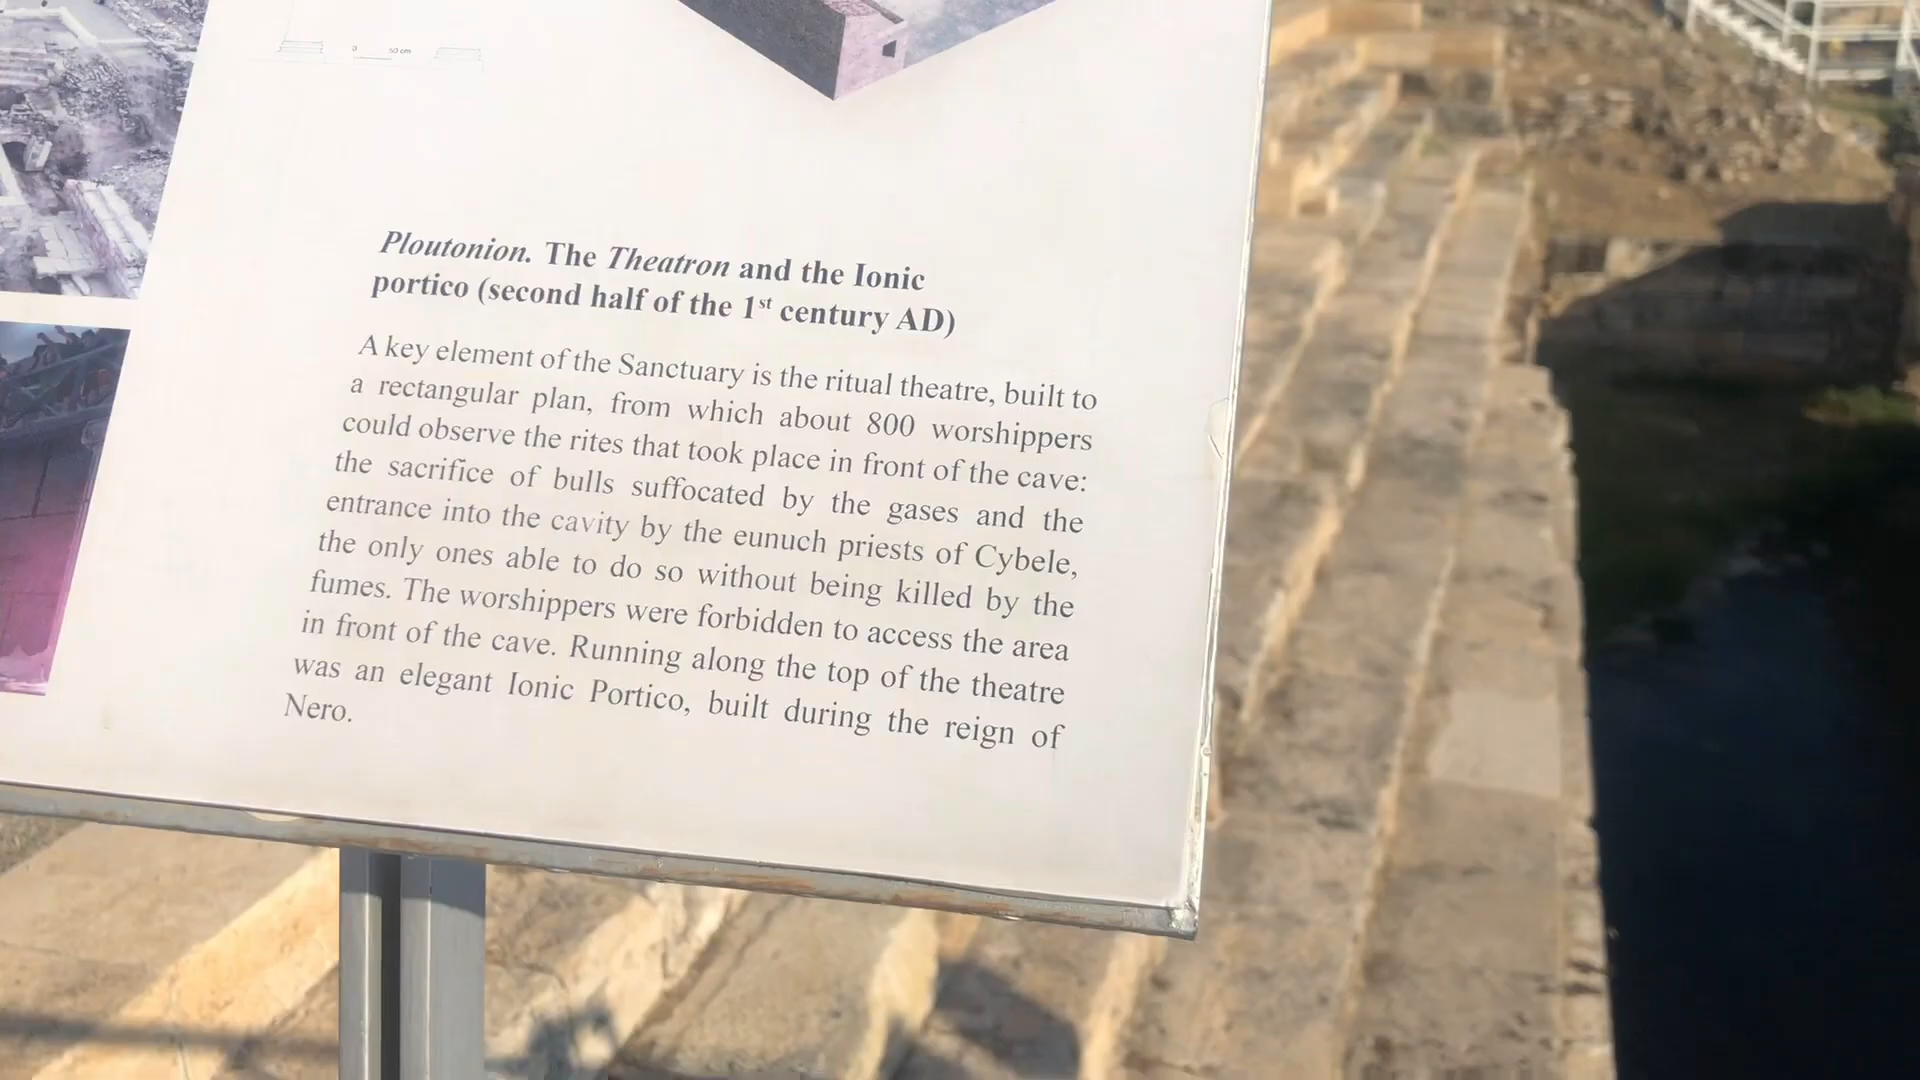 0 50 cm
Ploutonion. The Theatron and the Ionic
portico (second half of the 1st century AD)
A key element of the Sanctuary is the ritual theatre, built to
a rectangular plan, from which about 800 worshippers
could observe the rites that took place in front of the cave:
the sacrifice of bulls suffocated by the gases and the
entrance into the cavity by the eunuch priests of Cybele,
the only ones able to do so without being killed by the
fumes. The worshippers were forbidden to access the area
in front of the cave. Running along the top of the theatre
was an elegant Ionic Portico, built during the reign of
Nero.